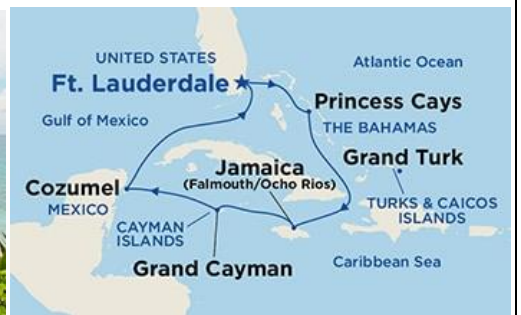 UNITED STATES
Ft. Lauderdale
Atlantic Ocean
Gulf of Mexico
Princess Cays
THE BAHAMAS
Jamaica
(Falmouth/Ocho Rios)
Grand Turk
Cozumel
MEXICO
TURKS & CAICOS
ISLANDS
CAYMAN
ISLANDS
Grand Cayman
Caribbean Sea